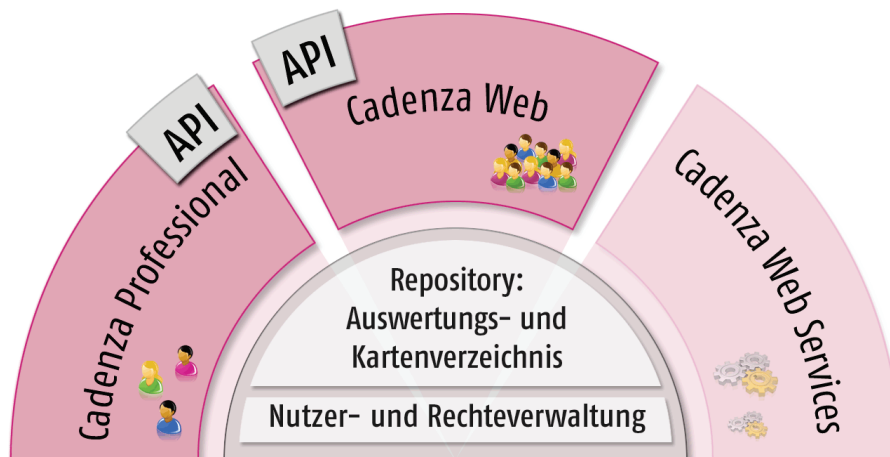 API
Cadenza Professional
API
Cadenza Web
Cadenza Web Services
Repository:
Auswertungs- und
Kartenverzeichnis
Nutzer- und Rechteverwaltung